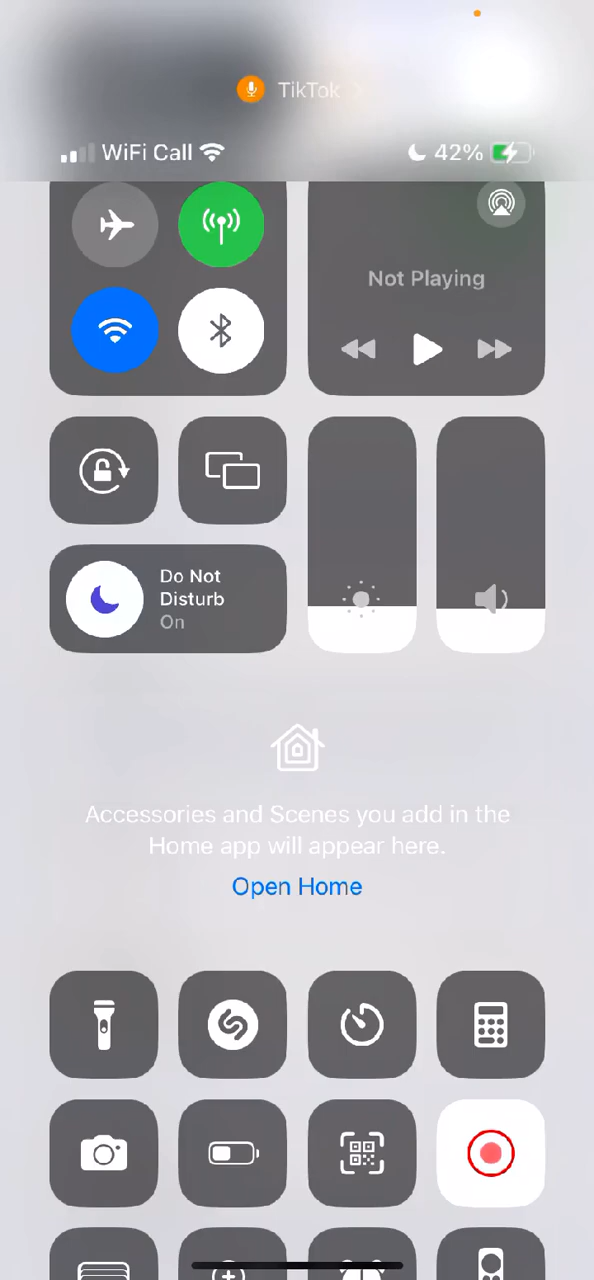 TikTok
WiFi Call
42%
Not Playing
Do Not
Disturb
On
Accessories and Scenes you add in the
Home app will appear here.
Open Home